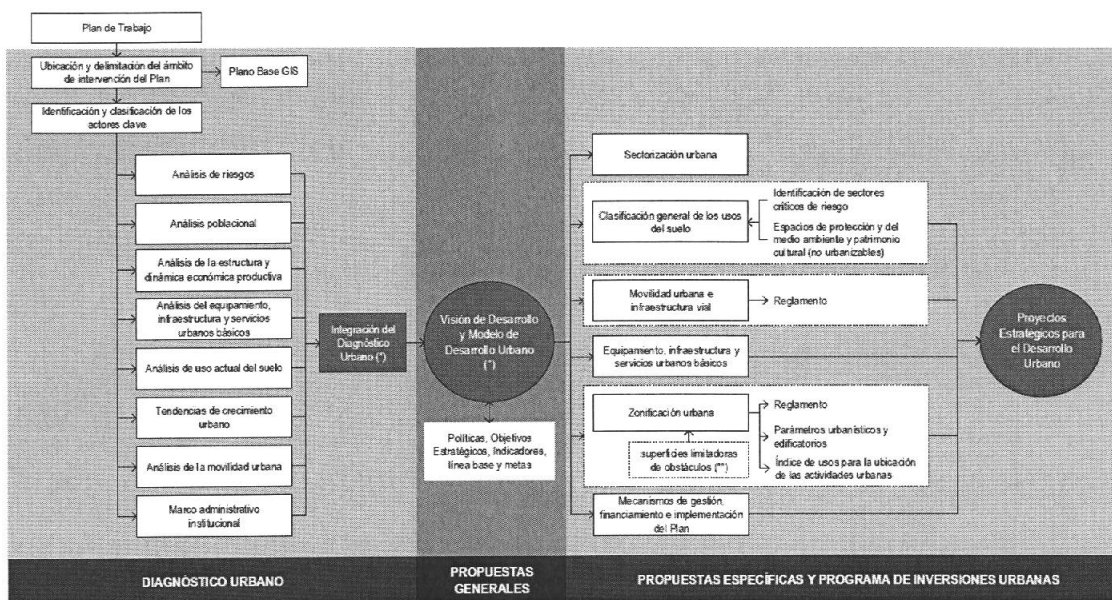 Plan de Trabajo
Ubicación y delimitación del ámbito
de intervención del Plan
Plano Base GIS
Identificación y clasificación de los
actores clave
Análisis de riesgos
Análisis poblacional
Análisis de la estructura y
dinámica económica productiva
Análisis del equipamiento,
infraestructura y servicios
urbanos básicos
Análisis de uso actual del suelo
Tendencias de crecimiento
urbano
Análisis de la movilidad urbana
Marco administrativo
institucional
Integración del
Diagnóstico
Urbano (*)
DIAGNÓSTICO URBANO
Visión de Desarrollo
y Modelo de
Desarrollo Urbano
(*)
Políticas, Objetivos
Estratégicos, Indicadores,
línea base y metas
PROPUESTAS
GENERALES
Sectorización urbana
Clasificación general de los usos
del suelo
Identificación de sectores
críticos de riesgo
Espacios de protección y del
medio ambiente y patrimonio
cultural (no urbanizables)
Movilidad urbana e
infraestructura vial
Reglamento
Equipamiento, infraestructura y
servicios urbanos básicos
Zonificación urbana
superficies limitadoras
de obstáculos (**)
Reglamento
Parámetros urbanísticos y
edificatorios
Índice de usos para la ubicación
de las actividades urbanas
Mecanismos de gestión,
financiamiento e implementación
del Plan
Proyectos
Estratégicos para
el Desarrollo
Urbano
PROPUESTAS ESPECÍFICAS Y PROGRAMA DE INVERSIONES URBANAS